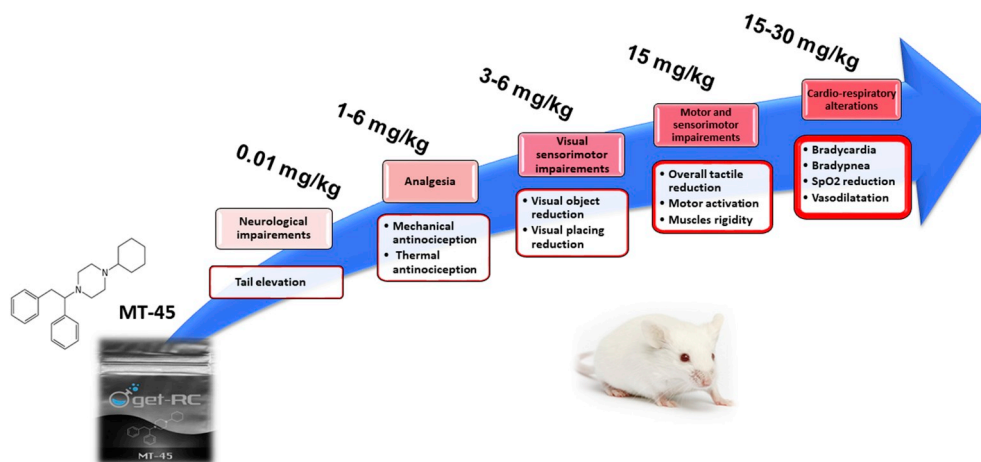 0.01 mg/kg
1-6 mg/kg
3-6 mg/kg
15 mg/kg
15-30 mg/kg
Neurological
impairements
Tail elevation
Analgesia
• Mechanical
antinociception
• Thermal
antinociception
Visual
sensorimotor
impairements
• Visual object
reduction
• Visual placing
reduction
Motor and
sensorimotor
impairments
• Overall tactile
reduction
• Motor activation
• Muscles rigidity
Cardio-respiratory
alterations
• Bradycardia
• Bradypnea
• SpO2 reduction
• Vasodilatation
N
N
MT-45
get-RC
MT-45